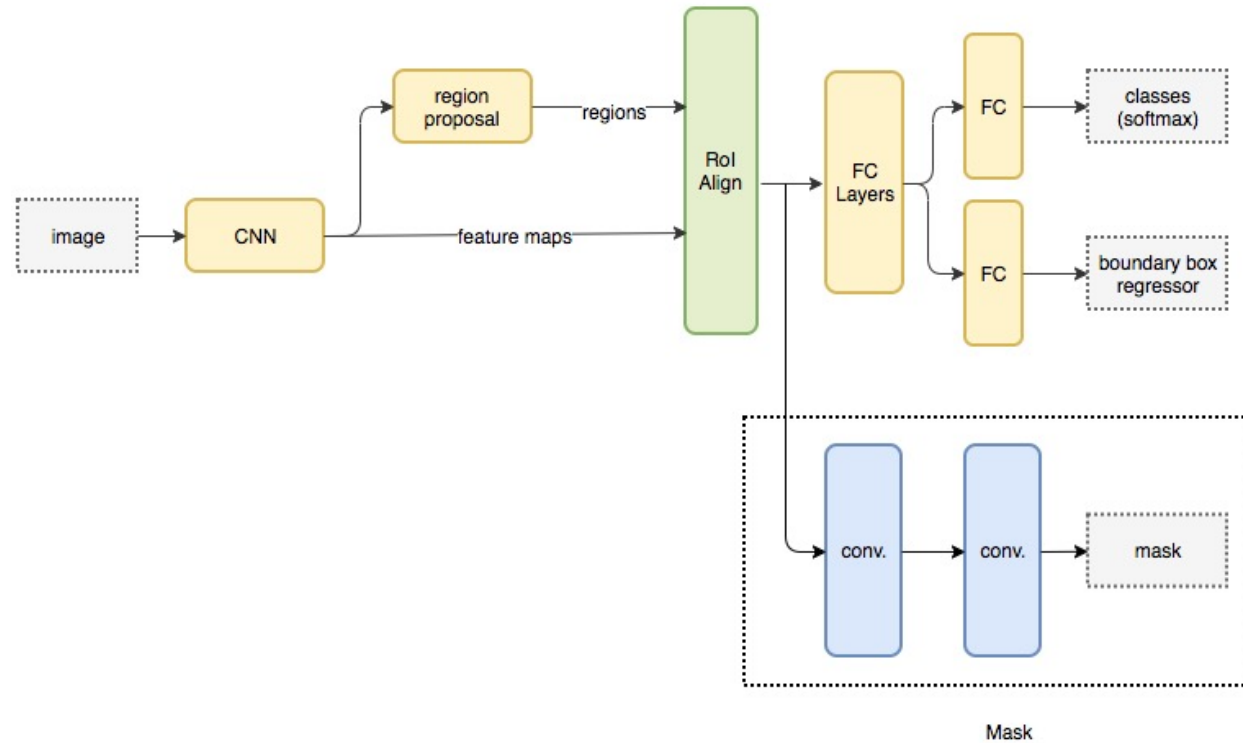 region
proposal
regions
image
CNN
feature maps
RoI
Align
FC
Layers
FC
classes
(softmax)
FC
boundary box
regressor
conv.
conv.
mask
Mask